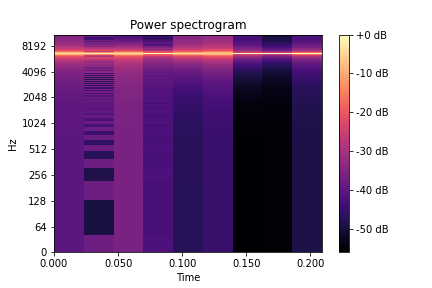 Power spectrogram
Hz
8192
4096
2048
1024
512
256
128
64
0
0.000 0.050 0.100 0.150 0.200
Time
+0 dB
-10 dB
-20 dB
-30 dB
-40 dB
-50 dB